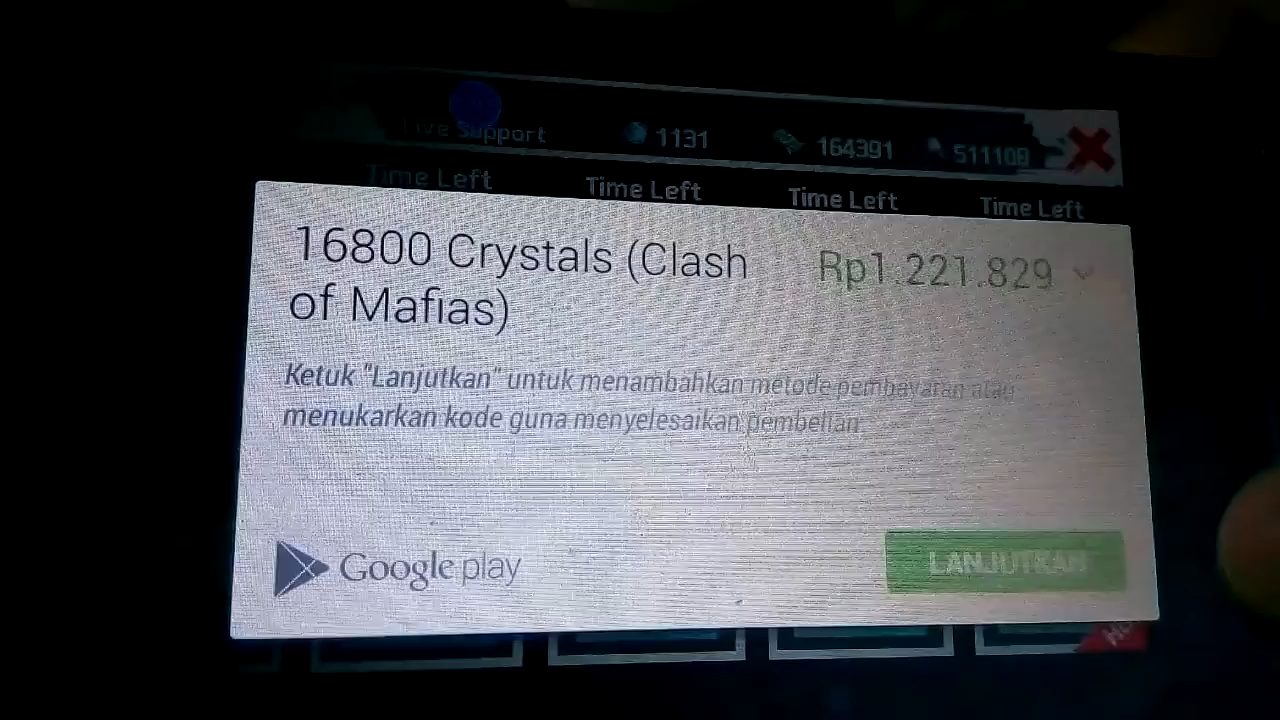 Live Support
1131
164391
511108
Time Left
Time Left
Time Left
Time Left
16800 Crystals (Clash
of Mafias)
Rp1.221.829
Ketuk "Lanjutkan" untuk menambahkan metode pembayaran atau
menukarkan kode guna menyelesaikan pembelian.
Google play
LANJUTKAN